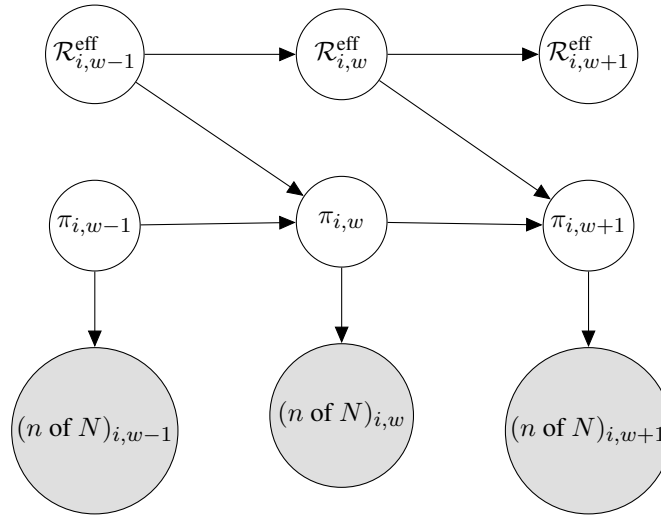 R^eff_{i,w−1} R^eff_{i,w} R^eff_{i,w+1}
π_{i,w−1} π_{i,w} π_{i,w+1}
(n of N)_{i,w−1} (n of N)_{i,w} (n of N)_{i,w+1}